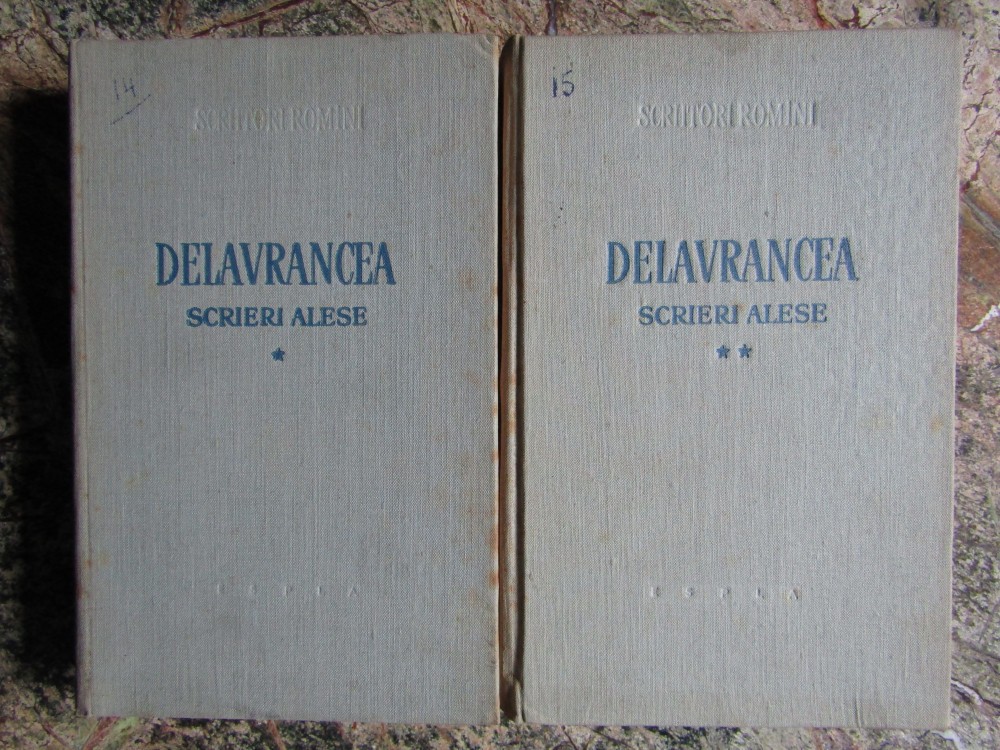 14
SCRIITORI ROMÎNI
DELAVRANCEA
SCRIERI ALESE
*
ESPLA
15
SCRIITORI ROMÎNI
DELAVRANCEA
SCRIERI ALESE
**
ESPLA